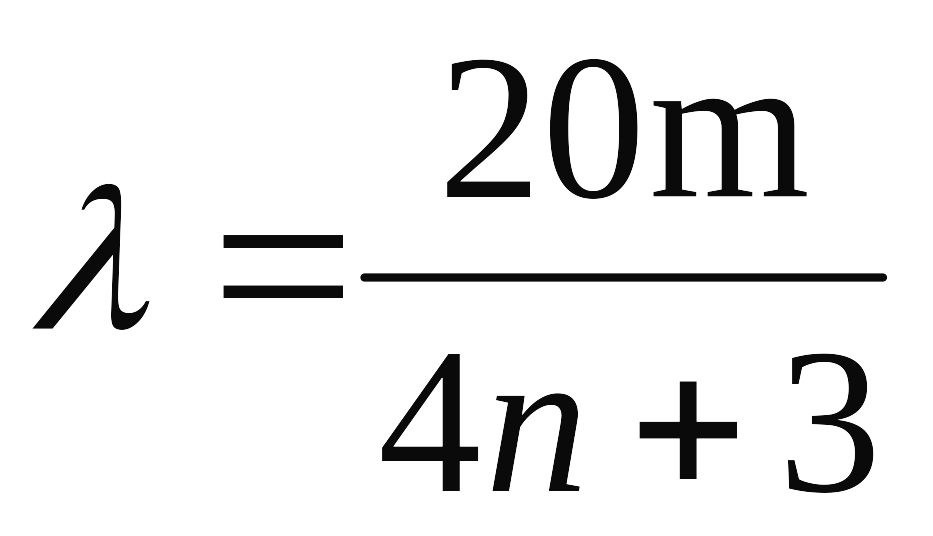 λ = 20m / 4n + 3